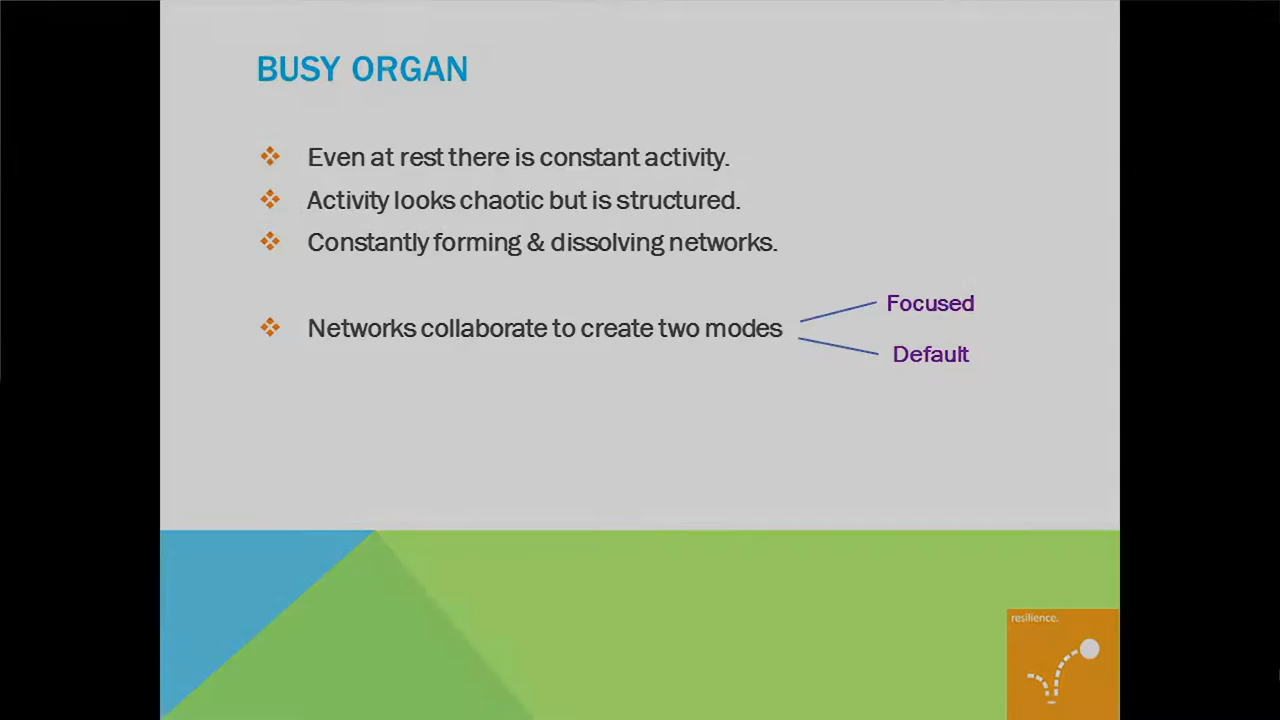 BUSY ORGAN
Even at rest there is constant activity.
Activity looks chaotic but is structured.
Constantly forming & dissolving networks.
Networks collaborate to create two modes
Focused
Default
resilience.